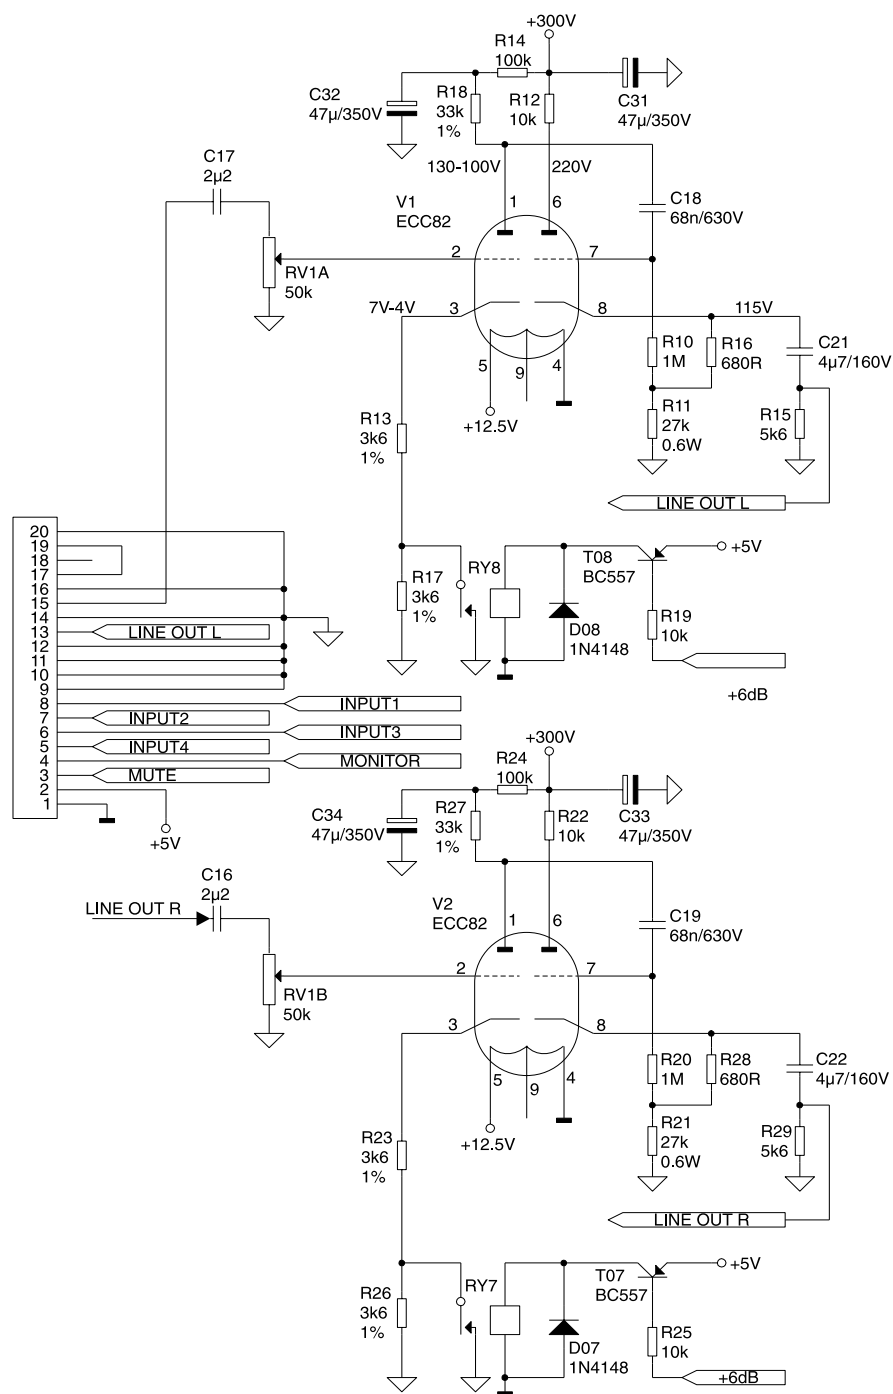 +300V
R14
100k
C32
47µ/350V
R18
33k
1%
R12
10k
C31
47µ/350V
C17
2µ2
130-100V
220V
V1
ECC82
1
6
C18
68n/630V
2
7
RV1A
50k
7V-4V
3
8
115V
5
9
4
R10
1M
R16
680R
C21
4µ7/160V
+12.5V
R13
3k6
1%
R11
27k
0.6W
R15
5k6
LINE OUT L
20
19
18
17
16
15
14
13
12
11
10
9
8
7
6
5
4
3
2
1
LINE OUT L
INPUT1
INPUT2
INPUT3
INPUT4
MONITOR
MUTE
+5V
R17
3k6
1%
RY8
T08
BC557
+5V
D08
1N4148
R19
10k
+6dB
+300V
R24
100k
C34
47µ/350V
R27
33k
1%
R22
10k
C33
47µ/350V
C16
2µ2
LINE OUT R
V2
ECC82
1
6
C19
68n/630V
2
7
RV1B
50k
3
8
5
9
4
R20
1M
R28
680R
C22
4µ7/160V
+12.5V
R23
3k6
1%
R21
27k
0.6W
R29
5k6
LINE OUT R
R26
3k6
1%
RY7
T07
BC557
+5V
D07
1N4148
R25
10k
+6dB